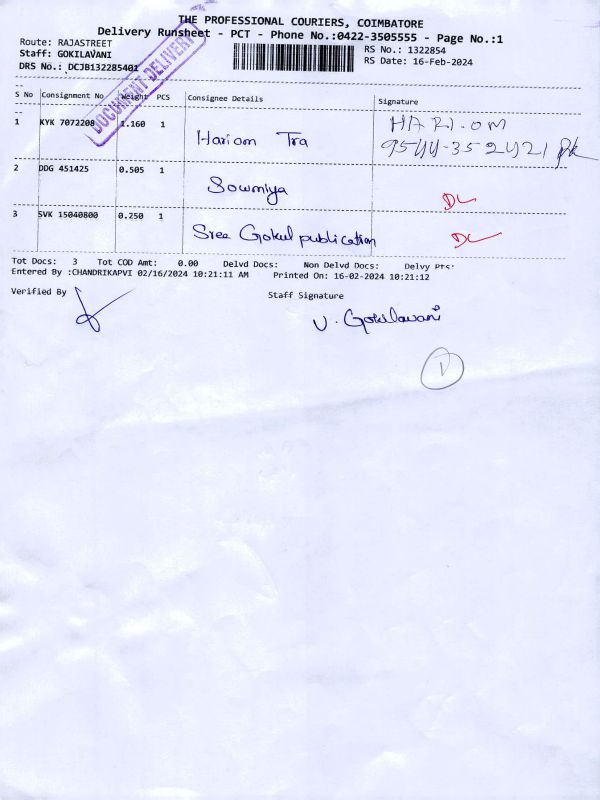 THE PROFESSIONAL COURIERS, COIMBATORE
Delivery Runsheet - PCT - Phone No.:0422-3505555 - Page No.:1
Route: RAJASTREET
RS No.: 1322854
Staff: GOKILAVANI
RS Date: 16-Feb-2024
DRS No.: DCJB132285401
DOCUMENT DELIVERY
S No Consignment No Weight PCS Consignee Details Signature
1 KYK 7072208 .160 1 Hariom Tra HARI.OM
9544-352421
2 DDG 451425 0.505 1 Sowmiya DL
3 SVK 15040800 0.250 1 Sree Gokul publication DL
Tot Docs: 3 Tot COD Amt: 0.00 Delvd Docs: Non Delvd Docs: Delvy Pts:
Entered By :CHANDRIKAPVI 02/16/2024 10:21:11 AM Printed On: 16-02-2024 10:21:12
Verified By
Staff Signature
V. Gokilavani